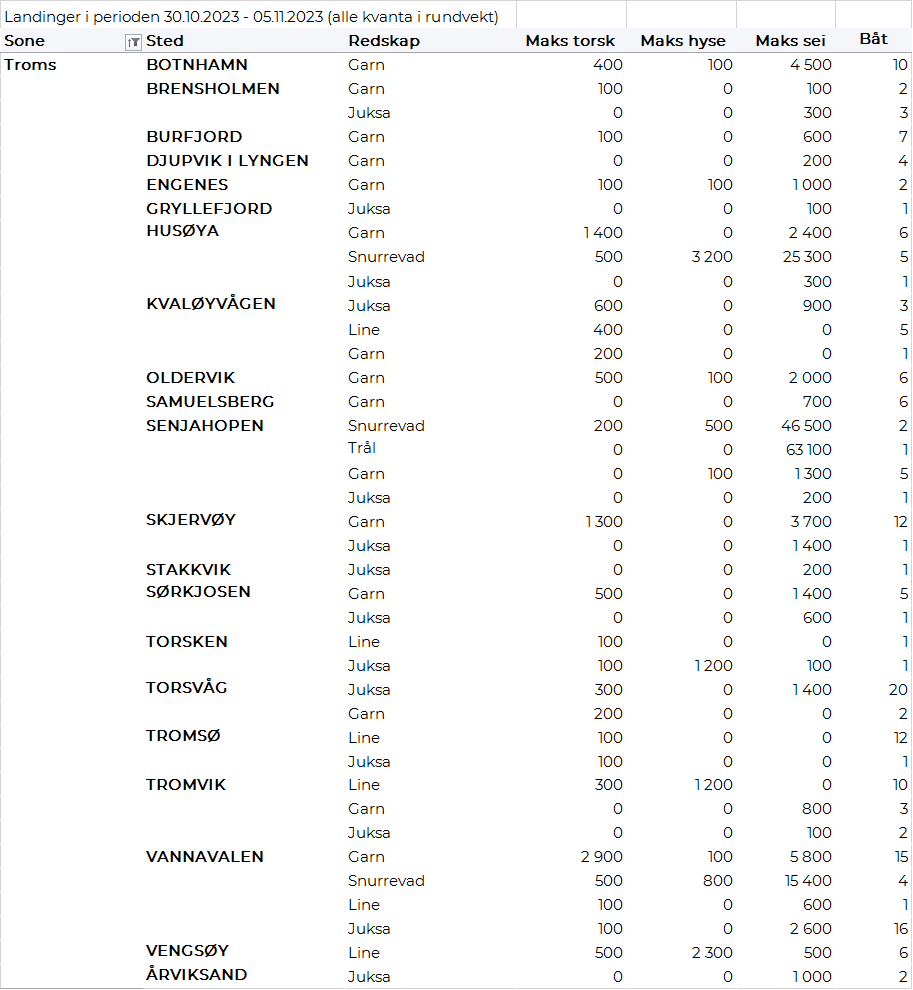 Landinger i perioden 30.10.2023 - 05.11.2023 (alle kvanta i rundvekt)
Sone Sted Redskap Maks torsk Maks hyse Maks sei Båt
Troms BOTNHAMN Garn 400 100 4 500 10
BRENSHOLMEN Garn 100 0 100 2
Juksa 0 0 300 3
BURFJORD Garn 100 0 600 7
DJUPVIK I LYNGEN Garn 0 0 200 4
ENGENES Garn 100 100 1 000 2
GRYLLEFJORD Juksa 0 0 100 1
HUSØYA Garn 1 400 0 2 400 6
Snurrevad 500 3 200 25 300 5
Juksa 0 0 300 1
KVALØYVÅGEN Juksa 600 0 900 3
Line 400 0 0 5
Garn 200 0 0 1
OLDERVIK Garn 500 100 2 000 6
SAMUELSBERG Garn 0 0 700 6
SENJAHOPEN Snurrevad 200 500 46 500 2
Trål 0 0 63 100 1
Garn 0 100 1 300 5
Juksa 0 0 200 1
SKJERVØY Garn 1 300 0 3 700 12
Juksa 0 0 1 400 1
STAKKVIK Juksa 0 0 200 1
SØRKJOSEN Garn 500 0 1 400 5
Juksa 0 0 600 1
TORSKEN Line 100 0 0 1
Juksa 100 1 200 100 1
TORSVÅG Juksa 300 0 1 400 20
Garn 200 0 0 2
TROMSØ Line 100 0 0 12
Juksa 100 0 0 1
TROMVIK Line 300 1 200 0 10
Garn 0 0 800 3
Juksa 0 0 100 2
VANNAVALEN Garn 2 900 100 5 800 15
Snurrevad 500 800 15 400 4
Line 100 0 600 1
Juksa 100 0 2 600 16
VENGSØY Line 500 2 300 500 6
ÅRVIKSAND Juksa 0 0 1 000 2